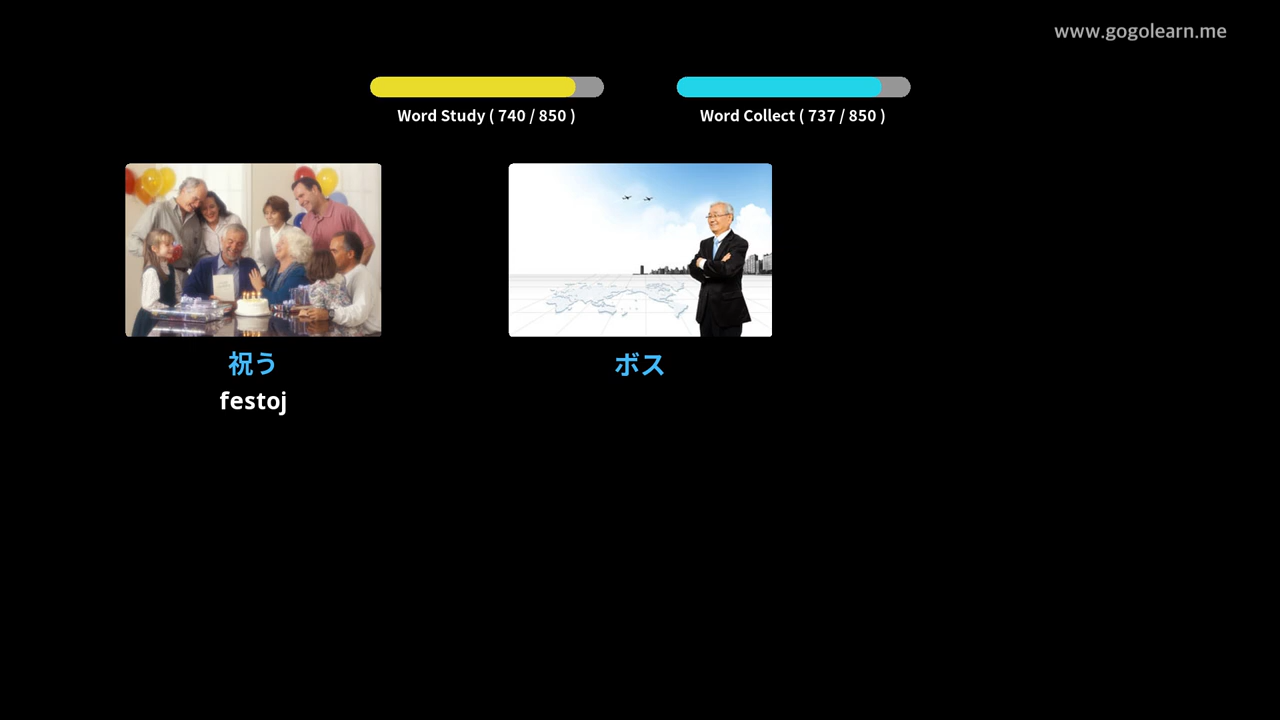 www.gogolearn.me
Word Study ( 740 / 850 )
Word Collect ( 737 / 850 )
祝う
festoj
ボス